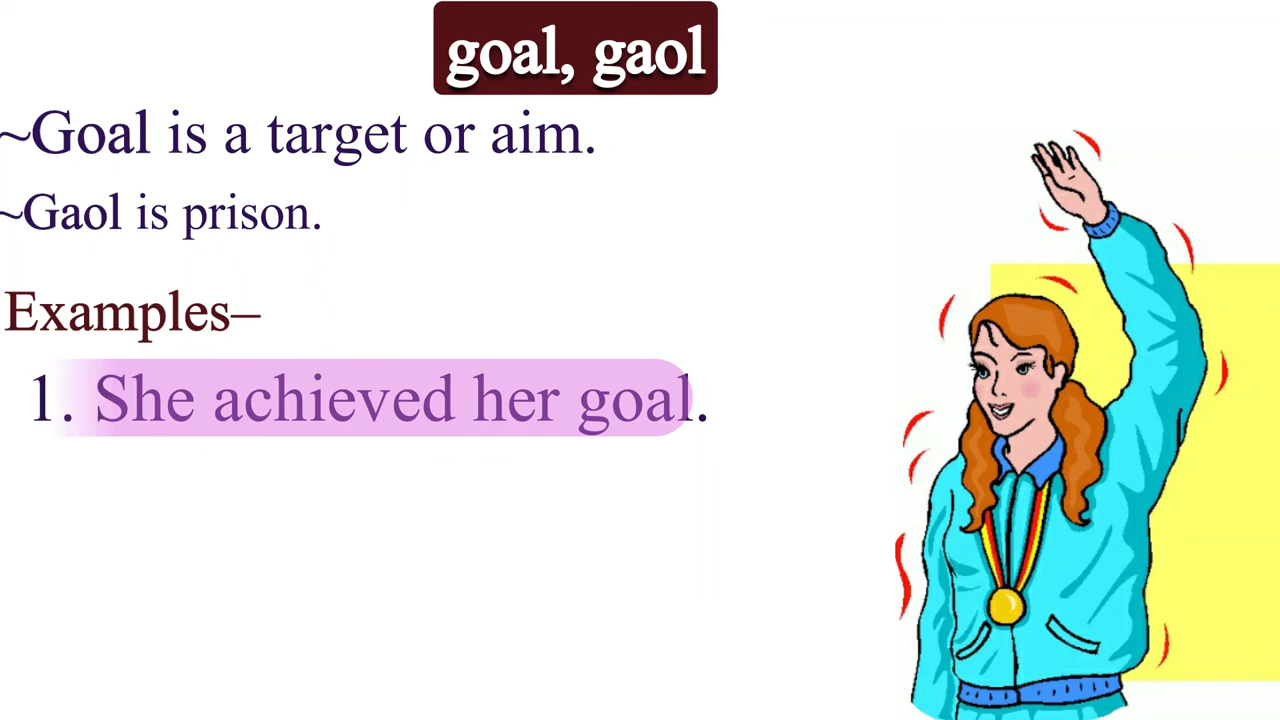 goal, gaol
~Goal is a target or aim.
~Gaol is prison.
Examples–
1. She achieved her goal.